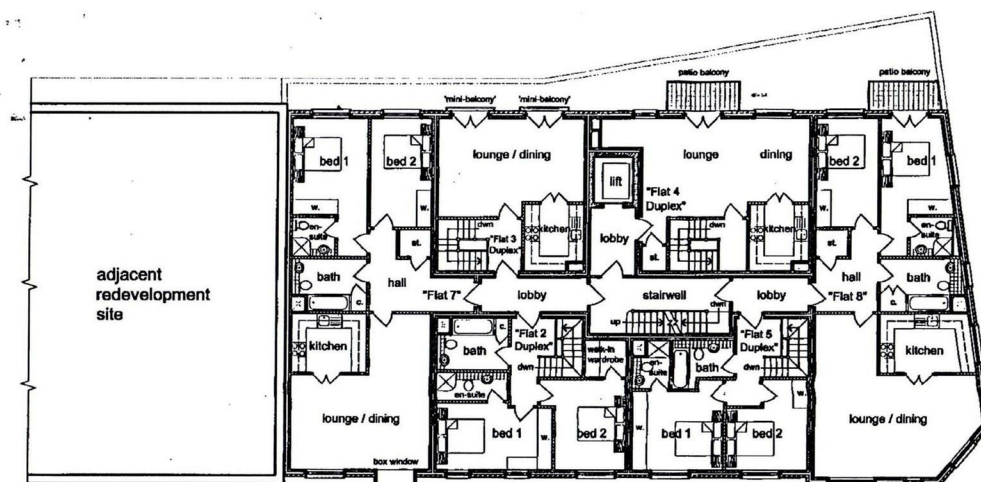 patio balcony
patio balcony
'mini-balcony'
'mini-balcony'
bed 1
bed 2
lounge / dining
lounge
dining
bed 2
bed 1
lift
"Flat 4
Duplex"
w.
w.
w.
w.
en-
suite
dwn
kitchen
"Flat 3
Duplex"
lobby
dwn
kitchen
en-
suite
st.
st.
st.
adjacent
redevelopment
site
bath
hall
hall
bath
c.
"Flat 7"
lobby
stairwell
dwn
lobby
"Flat 8"
c.
up
kitchen
bath
c.
"Flat 2
Duplex"
dwn
walk-in
wardrobe
en-
suite
bath
"Flat 5
Duplex"
dwn
kitchen
en-suite
w.
lounge / dining
bed 1
w.
bed 2
w.
bed 1
bed 2
lounge / dining
box window